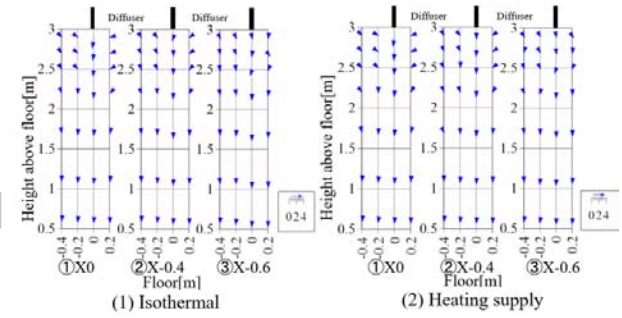 Diffuser Diffuser
Diffuser Diffuser
Height above floor[m]
3
2.5
2
1.5
1
0.5
-0.4 -0.2 0 0.2 -0.4 -0.2 0 0.2 -0.4 -0.2 0 0.2
①X0 ②X-0.4 ③X-0.6
Floor[m]
(1) Isothermal
024
Height above floor[m]
3
2.5
2
1.5
1
0.5
-0.4 -0.2 0 0.2 -0.4 -0.2 0 0.2 -0.4 -0.2 0 0.2
①X0 ②X-0.4 ③X-0.6
Floor[m]
(2) Heating supply
024